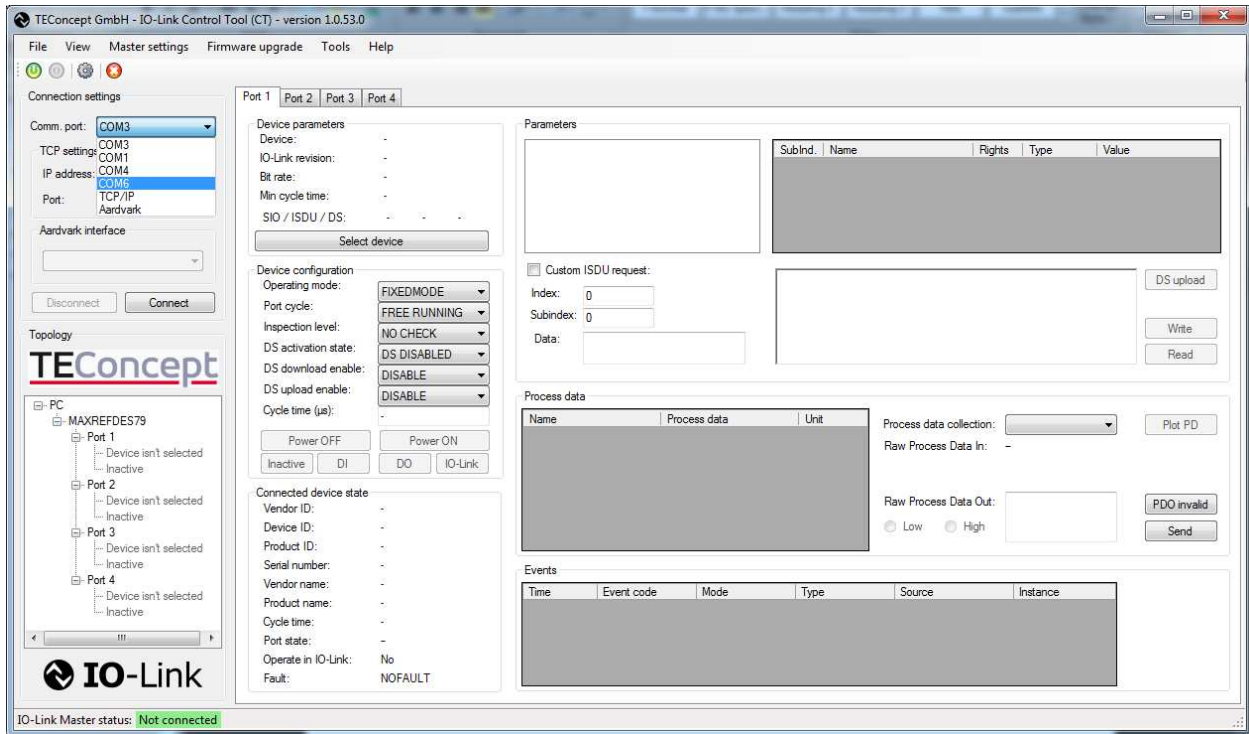 TEConcept GmbH - IO-Link Control Tool (CT) - version 1.0.53.0
File View Master settings Firmware upgrade Tools Help
Connection settings
Comm. port: COM3
COM3
COM1
COM4
COM6
TCP/IP
Aardvark
TCP settings
IP address:
Port:
Aardvark interface
Disconnect Connect
Topology
TEConcept
PC
MAXREFDES79
Port 1
Device isn't selected
Inactive
Port 2
Device isn't selected
Inactive
Port 3
Device isn't selected
Inactive
Port 4
Device isn't selected
Inactive
IO-Link
Port 1 Port 2 Port 3 Port 4
Device parameters
Device: -
IO-Link revision: -
Bit rate: -
Min cycle time: -
SIO / ISDU / DS: - - -
Select device
Device configuration
Operating mode: FIXEDMODE
Port cycle: FREE RUNNING
Inspection level: NO CHECK
DS activation state: DS DISABLED
DS download enable: DISABLE
DS upload enable: DISABLE
Cycle time (µs): -
Power OFF Power ON
Inactive DI DO IO-Link
Connected device state
Vendor ID: -
Device ID: -
Product ID: -
Serial number: -
Vendor name: -
Product name: -
Cycle time: -
Port state: –
Operate in IO-Link: No
Fault: NOFAULT
Parameters
SubInd. Name Rights Type Value
Custom ISDU request:
Index: 0
Subindex: 0
Data:
DS upload
Write
Read
Process data
Name Process data Unit
Process data collection:
Plot PD
Raw Process Data In: –
Raw Process Data Out:
Low High
PDO invalid
Send
Events
Time Event code Mode Type Source Instance
IO-Link Master status: Not connected